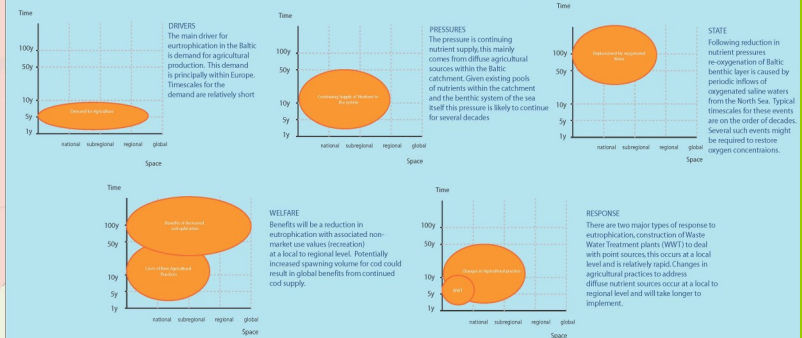 Time
100y
50y
10y
5y
1y
Demand for Agriculture
national subregional regional global
Space
DRIVERS
The main driver for
eurtrophication in the Baltic
is demand for agricultural
production. This demand
is principally within Europe.
Timescales for the
demand are relatively short
Time
100y
50y
10y
5y
1y
Continuing Supply of Nutrients to
the system
national subregional regional global
Space
PRESSURES
The pressure is continuing
nutrient supply, this mainly
comes from diffuse agricultural
sources within the Baltic
catchment. Given existing pools
of nutrients within the catchment
and the benthic system of the sea
itself this pressure is likely to continue
for several decades
Time
100y
50y
10y
5y
1y
national subregional regional global
Space
STATE
Following reduction in
nutrient pressures
re-oxygenation of Baltic
benthic layer is caused by
periodic inflows of
oxygenated saline waters
from the North Sea. Typical
timescales for these events
are on the order of decades.
Several such events might
be required to restore
oxygen concentraions.
Time
100y
50y
10y
5y
1y
Benefits of Decreased
eutrophication
Costs of New Agricultural
Practices
national subregional regional global
Space
WELFARE
Benefits will be a reduction in
eutrophication with associated non-
market use values (recreation)
at a local to regional level. Potentially
increased spawning volume for cod could
result in global benefits from continued
cod supply.
Time
100y
50y
10y
5y
1y
Changes in Agricultural practice
WWT
national subregional regional global
Space
RESPONSE
There are two major types of response to
eutophication, construction of Waste
Water Treatment plants (WWT) to deal
with point sources, this occurs at a local
level and is relatively rapid. Changes in
agricultural practices to address
diffuse nutrient sources occur at a local to
regional level and will take longer to
implement.